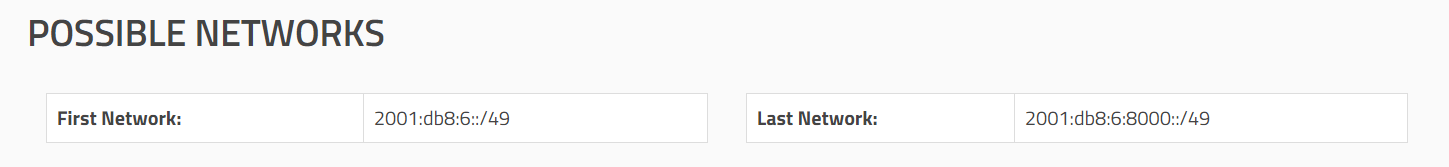 POSSIBLE NETWORKS
First Network: 2001:db8:6::/49 Last Network: 2001:db8:6:8000::/49